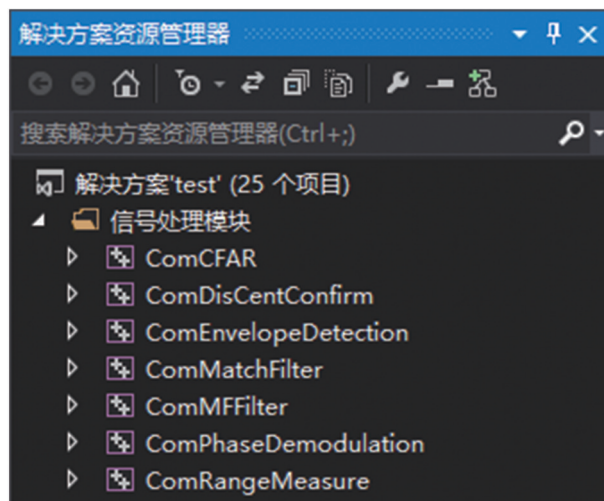 解决方案资源管理器
搜索解决方案资源管理器(Ctrl+;)
解决方案'test' (25 个项目)
信号处理模块
ComCFAR
ComDisCentConfirm
ComEnvelopeDetection
ComMatchFilter
ComMFFilter
ComPhaseDemodulation
ComRangeMeasure